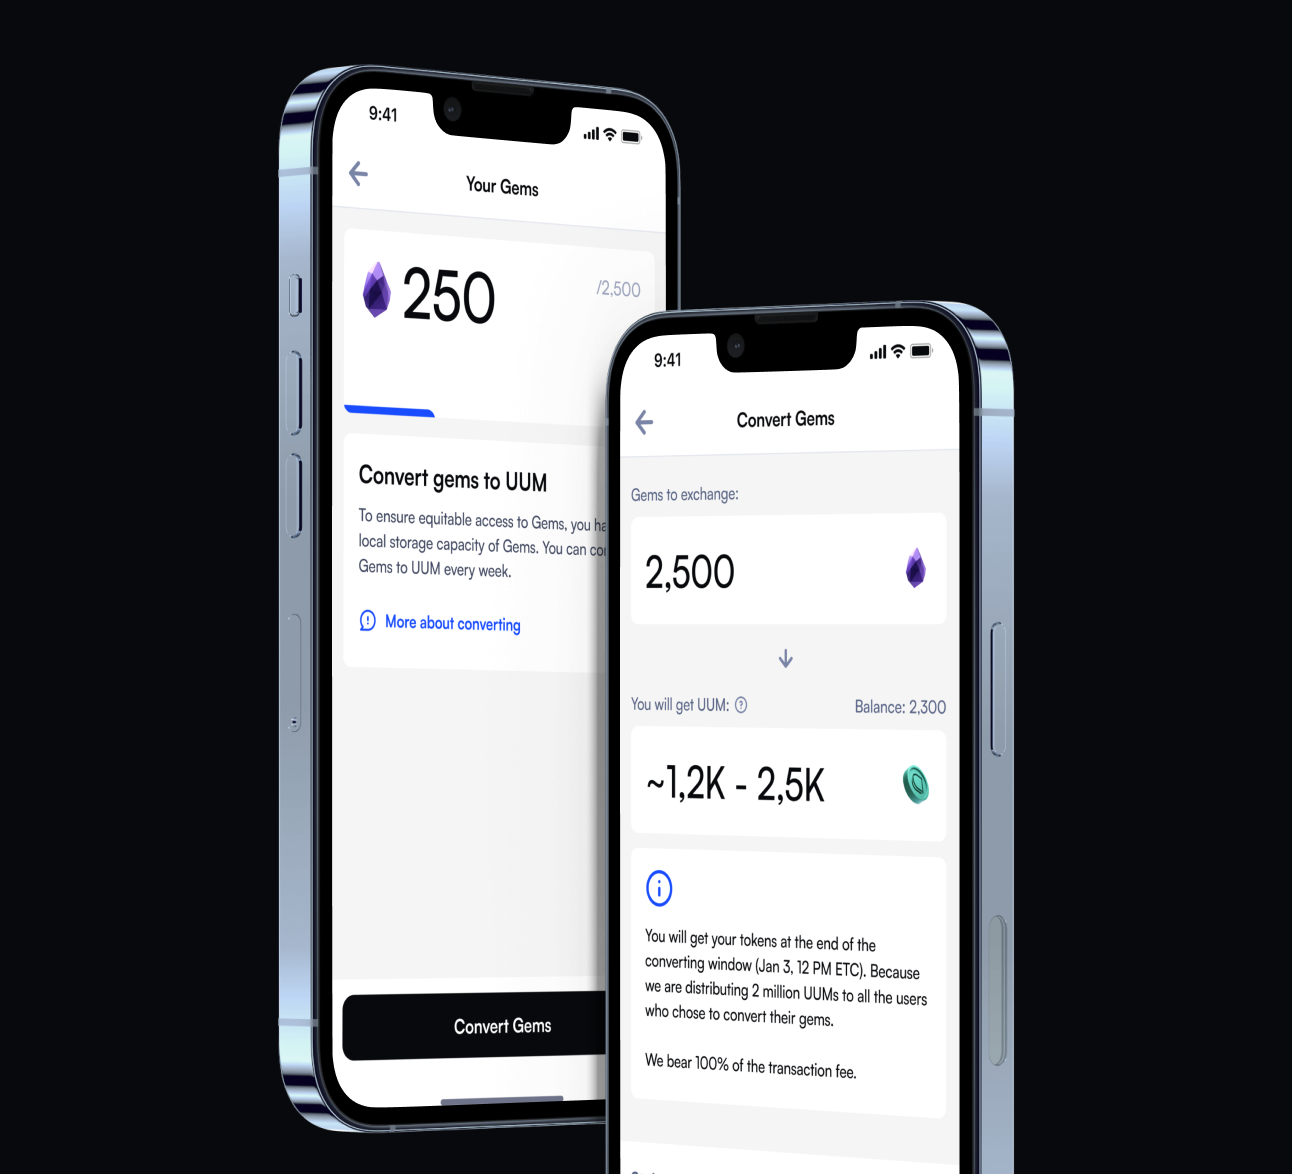 9:41
Your Gems
250
/2,500
Convert gems to UUM
To ensure equitable access to Gems, you
local storage capacity of Gems. You can
Gems to UUM every week.
More about converting
Convert Gems
9:41
Convert Gems
Gems to exchange:
2,500
You will get UUM:
Balance: 2,300
~1,2K - 2,5K
You will get your tokens at the end of the
converting window (Jan 3, 12 PM ETC). Because
we are distributing 2 million UUMs to all the users
who chose to convert their gems.
We bear 100% of the transaction fee.